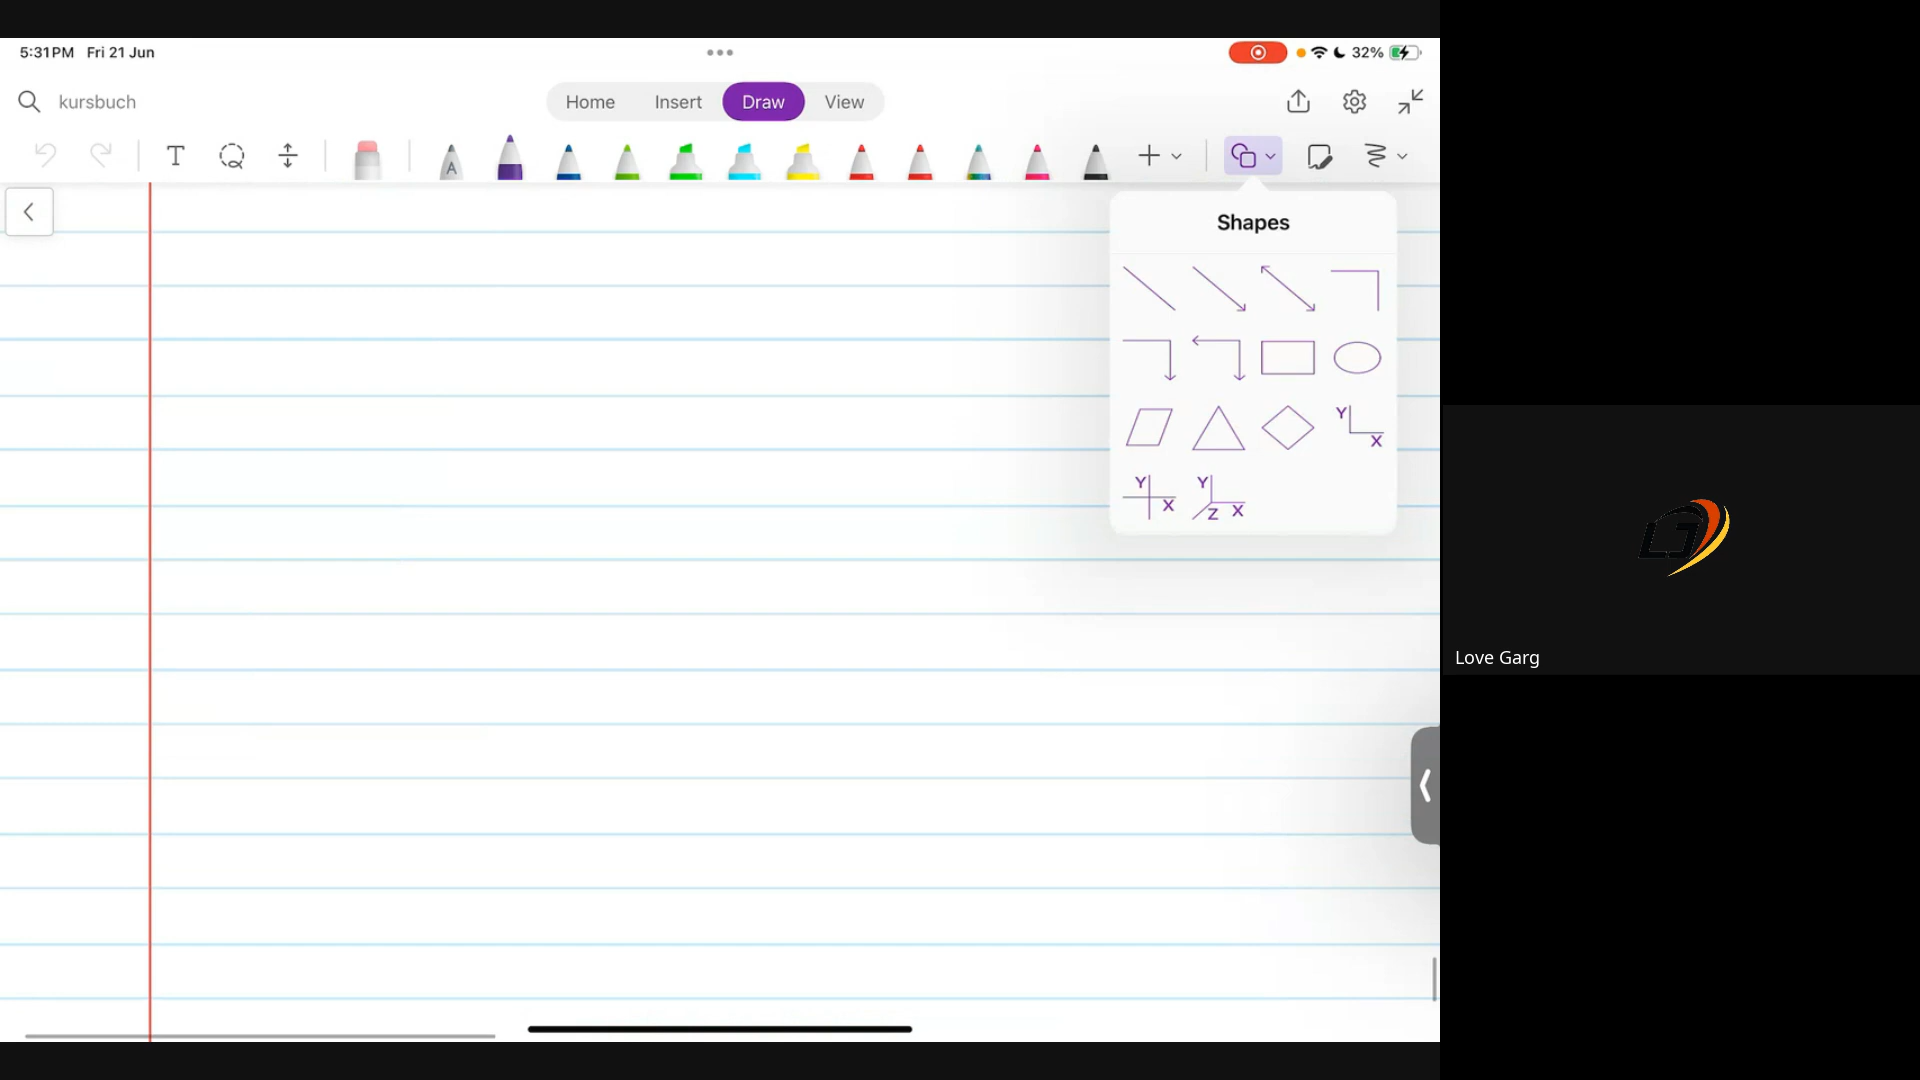 5:31PM Fri 21 Jun
32%
kursbuch
Home Insert Draw View
T
A
Shapes
Y
X
Y
X
Y
Z X
Love Garg